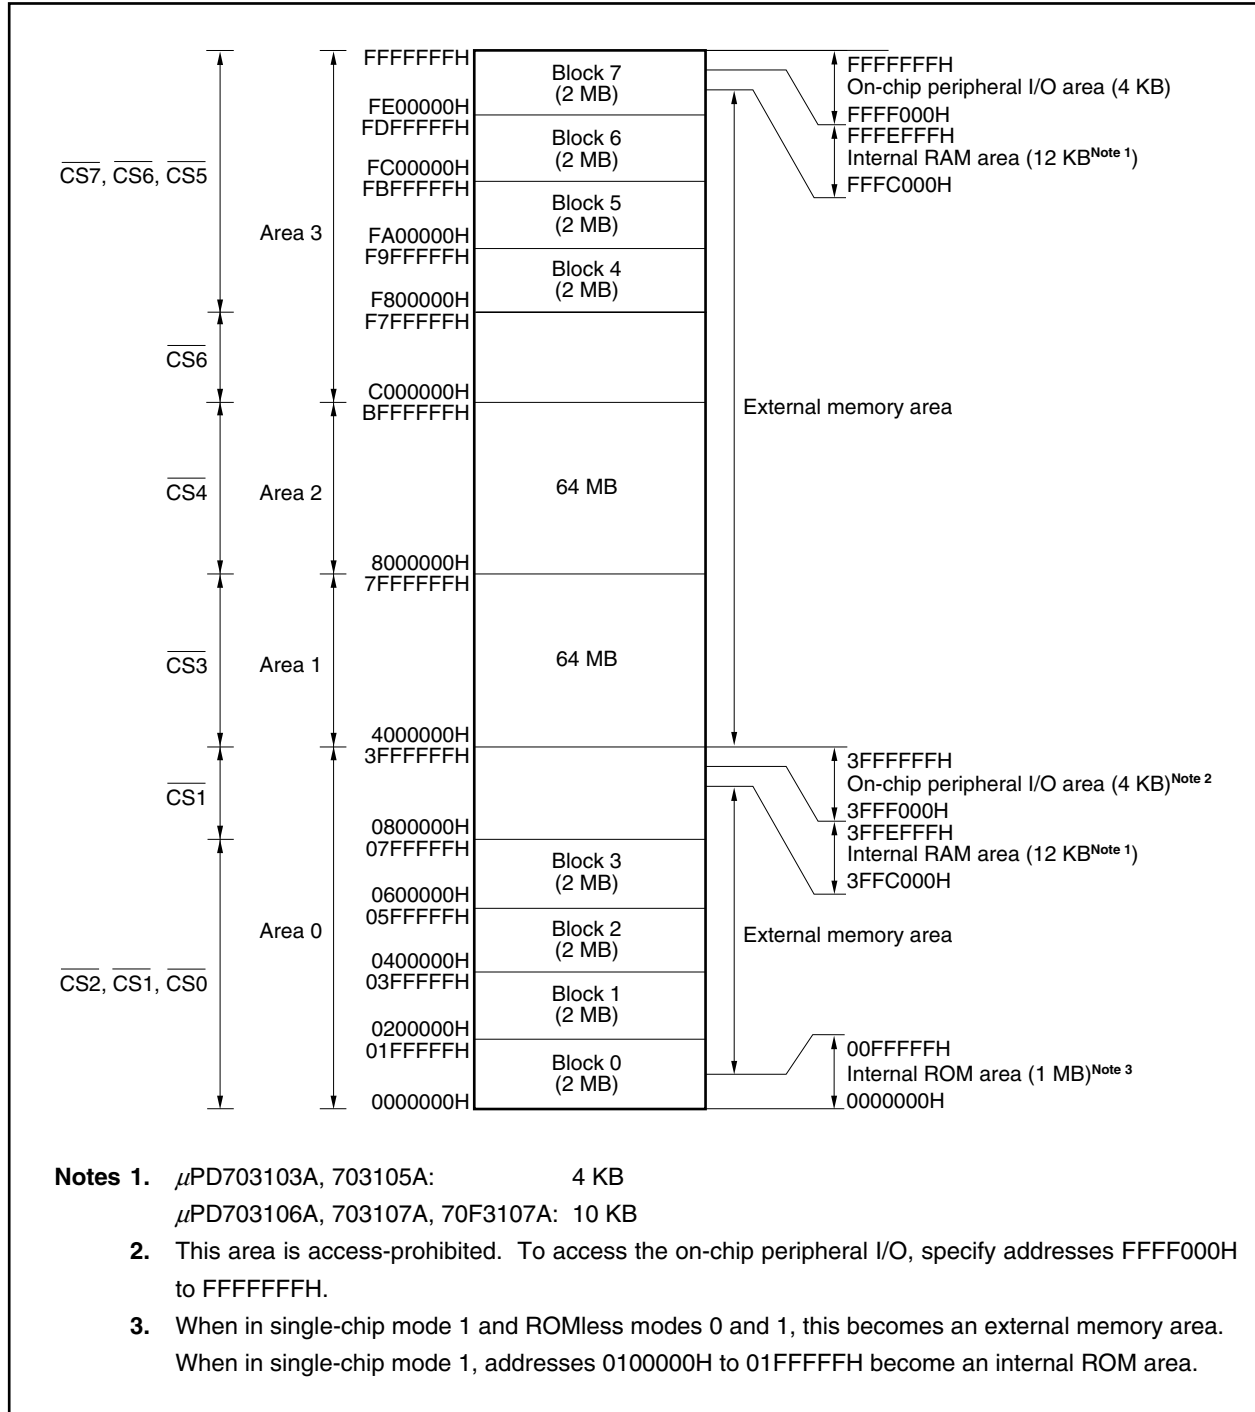 FFFFFFFH
Block 7
(2 MB)
FE00000H
FDFFFFFH
Block 6
(2 MB)
FC00000H
FBFFFFFH
Block 5
(2 MB)
FA00000H
F9FFFFFH
Block 4
(2 MB)
F800000H
F7FFFFFH
C000000H
BFFFFFFH
64 MB
8000000H
7FFFFFFH
64 MB
4000000H
3FFFFFFH
0800000H
07FFFFFH
Block 3
(2 MB)
0600000H
05FFFFFH
Block 2
(2 MB)
0400000H
03FFFFFH
Block 1
(2 MB)
0200000H
01FFFFFH
Block 0
(2 MB)
0000000H
CS7, CS6, CS5
CS6
CS4
CS3
CS1
CS2, CS1, CS0
Area 3
Area 2
Area 1
Area 0
FFFFFFFH
On-chip peripheral I/O area (4 KB)
FFFF000H
FFFEFFFH
Internal RAM area (12 KB Note 1)
FFFC000H
External memory area
3FFFFFFH
On-chip peripheral I/O area (4 KB) Note 2
3FFF000H
3FFEFFFH
Internal RAM area (12 KB Note 1)
3FFC000H
External memory area
00FFFFFH
Internal ROM area (1 MB) Note 3
0000000H
Notes 1. μPD703103A, 703105A: 4 KB
μPD703106A, 703107A, 70F3107A: 10 KB
2. This area is access-prohibited. To access the on-chip peripheral I/O, specify addresses FFFF000H
to FFFFFFFH.
3. When in single-chip mode 1 and ROMless modes 0 and 1, this becomes an external memory area.
When in single-chip mode 1, addresses 0100000H to 01FFFFFH become an internal ROM area.